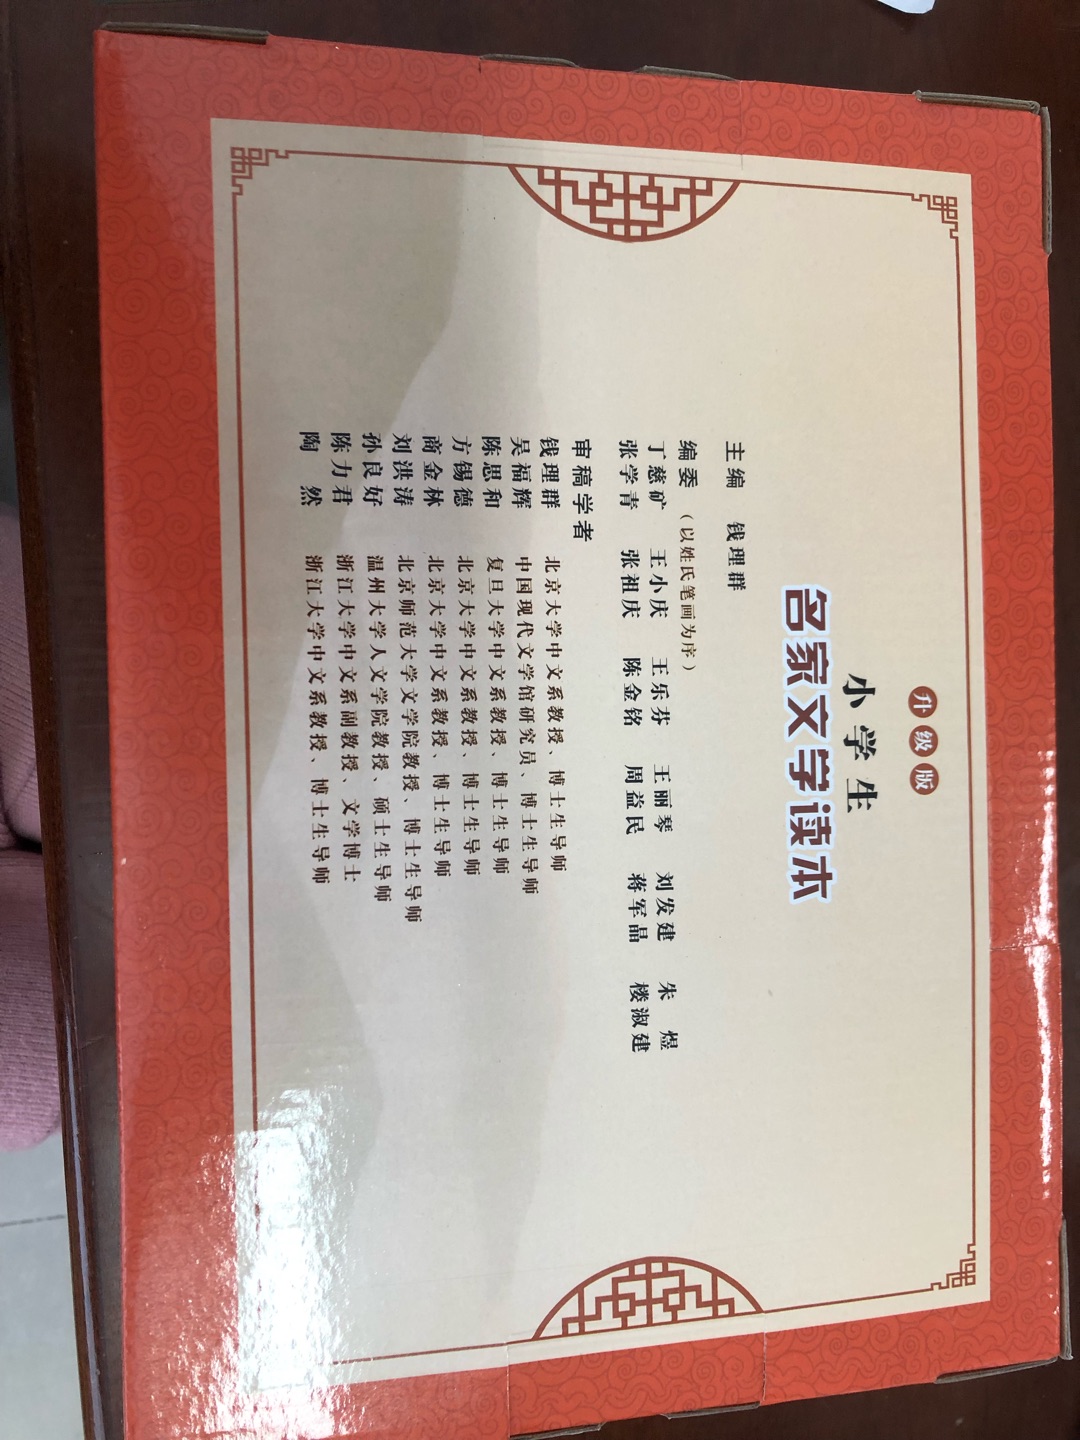 升级版
小学生
名家文学读本
主编 钱理群
编委（以姓氏笔画为序）
丁慈矿 王小庆 王乐芬 王丽琴 刘发建 朱煜
张学青 张祖庆 陈金铭 周益民 蒋军晶 楼淑建
审稿学者
钱理群 北京大学中文系教授、博士生导师
吴福辉 中国现代文学馆研究员、博士生导师
陈思和 复旦大学中文系教授、博士生导师
方锡德 北京大学中文系教授、博士生导师
商金林 北京大学中文系教授、博士生导师
刘洪涛 北京师范大学文学院教授、博士生导师
孙良好 温州大学人文学院教授、硕士生导师
陈力君 浙江大学中文系副教授、文学博士
陶然 浙江大学中文系教授、博士生导师